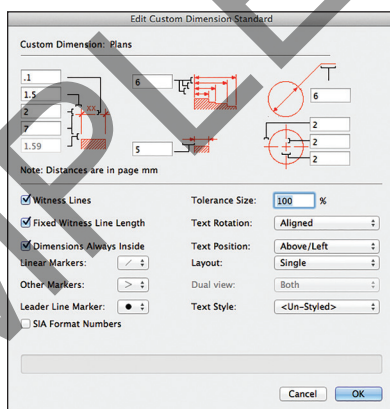 Edit Custom Dimension Standard
Custom Dimension: Plans
.1
1.5
2
7
1.59
xx
6
5
6
2
2
2
Note: Distances are in page mm
Witness Lines
Fixed Witness Line Length
Dimensions Always Inside
Linear Markers:
Other Markers:
Leader Line Marker:
SIA Format Numbers
Tolerance Size: 100 %
Text Rotation: Aligned
Text Position: Above/Left
Layout: Single
Dual view: Both
Text Style: <Un-Styled>
Cancel OK